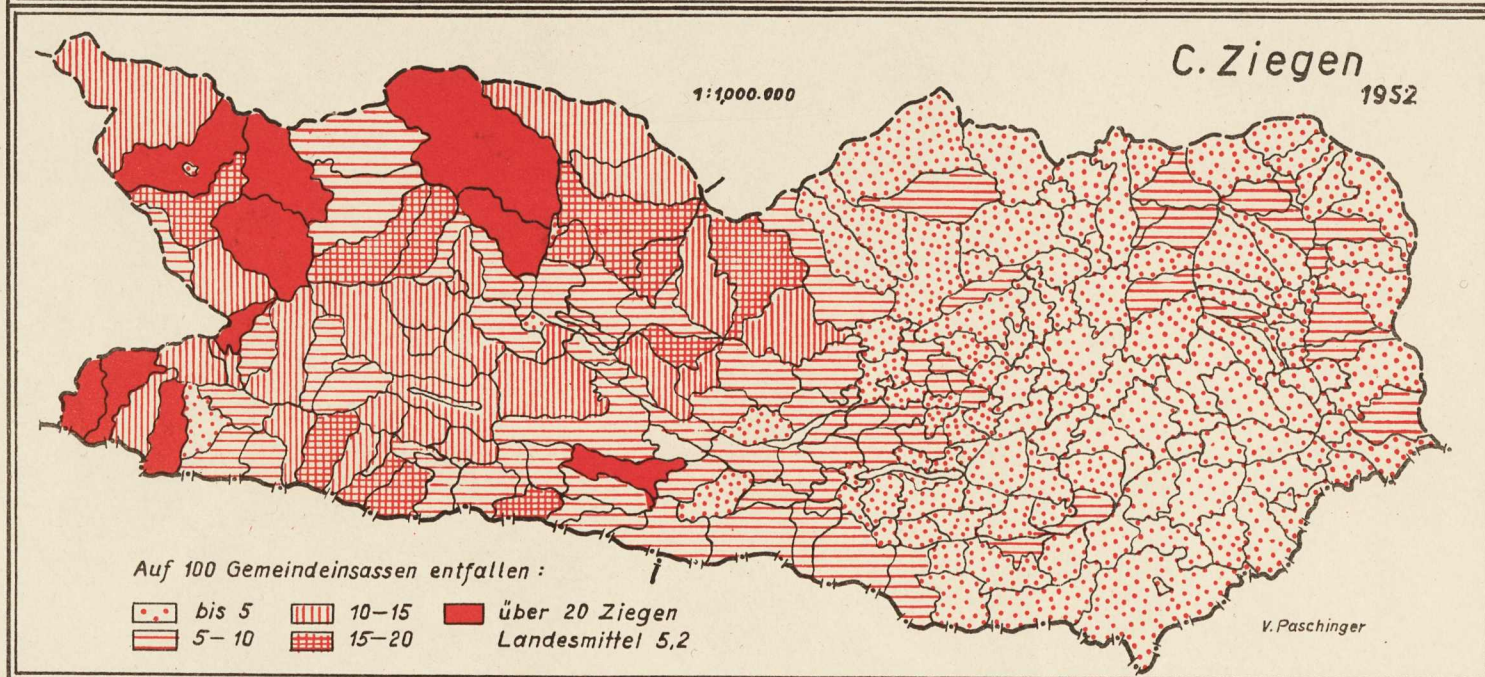 C. Ziegen
1952
1:1,000.000
Auf 100 Gemeindeinsassen entfallen :
bis 5
10-15
über 20 Ziegen
5-10
15-20
Landesmittel 5,2
V. Paschinger